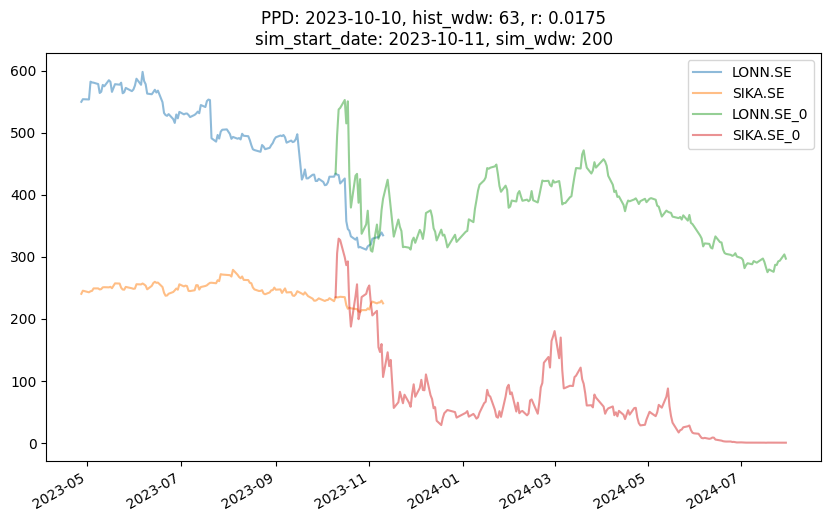 PPD: 2023-10-10, hist_wdw: 63, r: 0.0175
sim_start_date: 2023-10-11, sim_wdw: 200
LONN.SE
SIKA.SE
LONN.SE_0
SIKA.SE_0
600
500
400
300
200
100
0
2023-05
2023-07
2023-09
2023-11
2024-01
2024-03
2024-05
2024-07